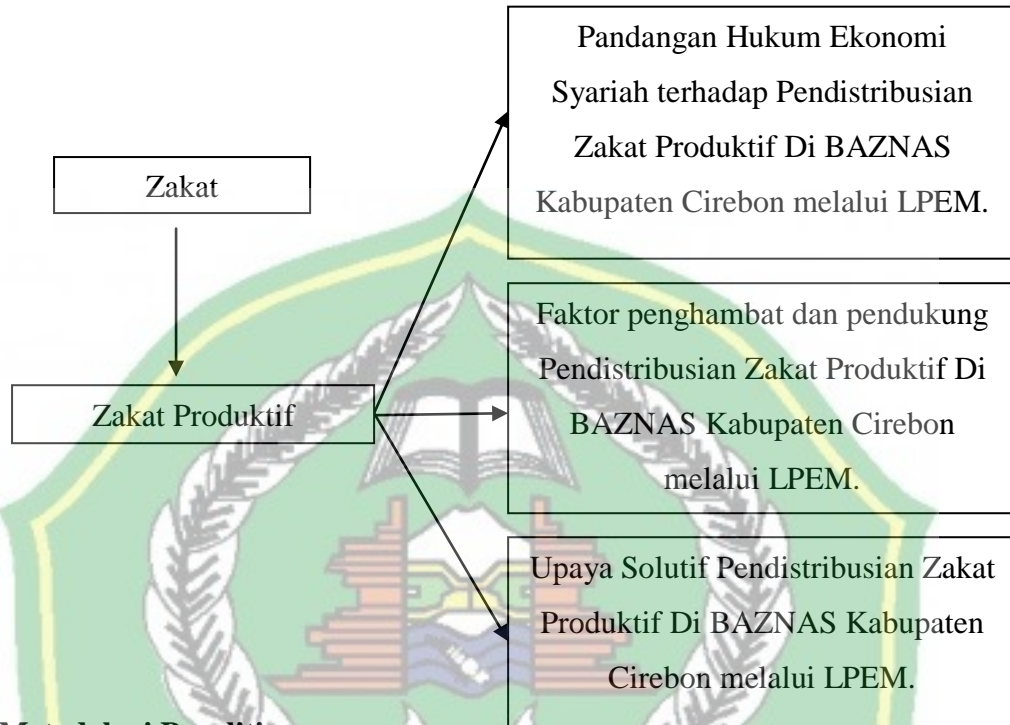 Zakat
Zakat Produktif
Pandangan Hukum Ekonomi
Syariah terhadap Pendistribusian
Zakat Produktif Di BAZNAS
Kabupaten Cirebon melalui LPEM.
Faktor penghambat dan pendukung
Pendistribusian Zakat Produktif Di
BAZNAS Kabupaten Cirebon
melalui LPEM.
Upaya Solutif Pendistribusian Zakat
Produktif Di BAZNAS Kabupaten
Cirebon melalui LPEM.